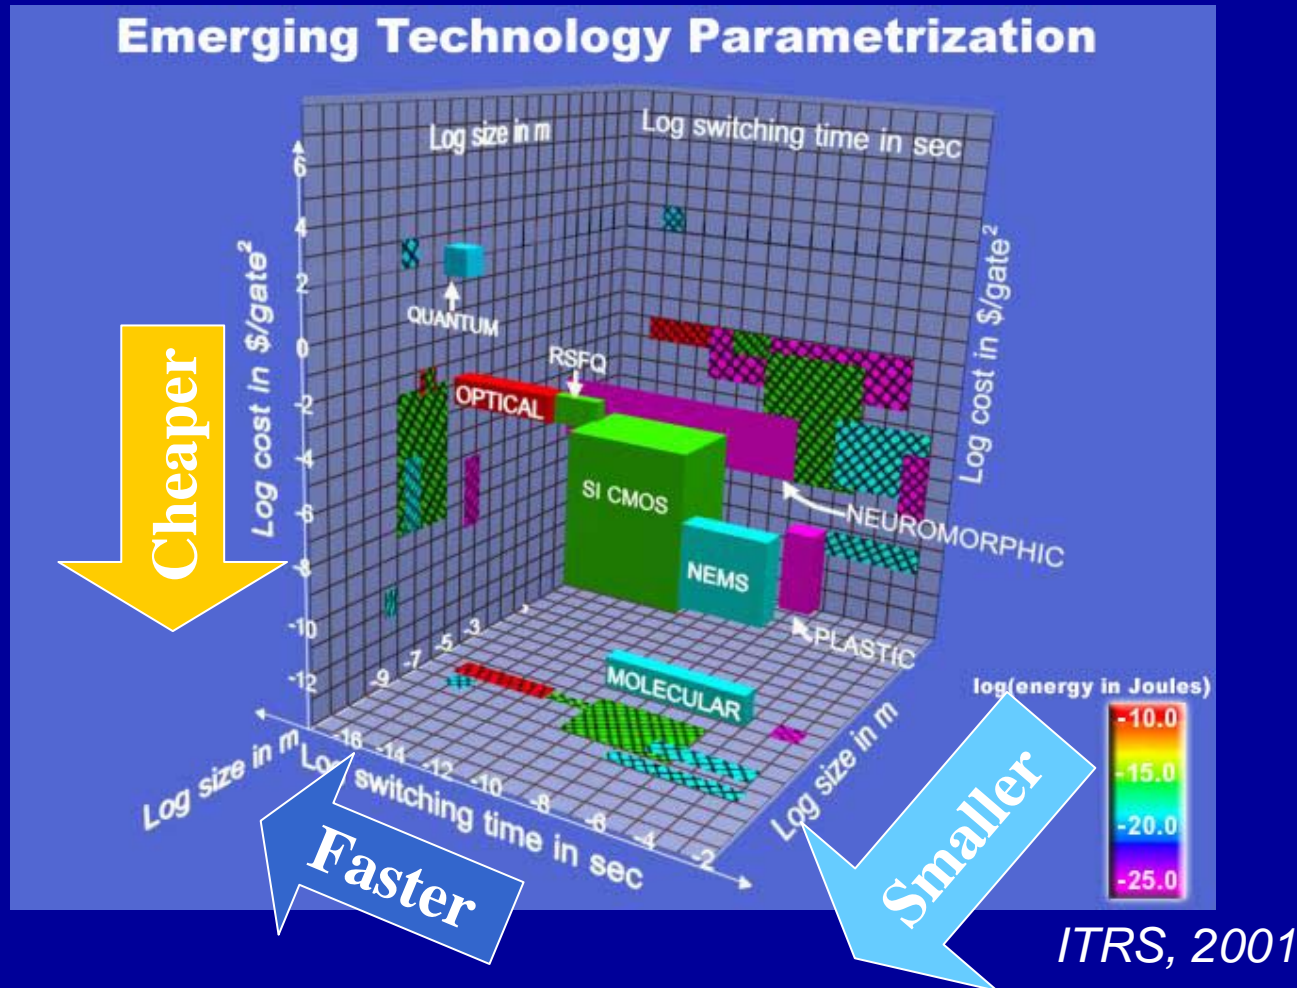 Emerging Technology Parametrization
Log size in m
Log switching time in sec
6
4
2
0
-2
-4
-6
-8
-10
-12
Log cost in $/gate²
Log cost in $/gate²
Cheaper
QUANTUM
RSFQ
OPTICAL
SI CMOS
NEUROMORPHIC
NEMS
PLASTIC
MOLECULAR
-3
-5
-7
-9
-16
-14
-12
-10
-8
-6
-4
-2
Log size in m
Log switching time in sec
Log size in m
Faster
Smaller
log(energy in Joules)
-10.0
-15.0
-20.0
-25.0
ITRS, 2001